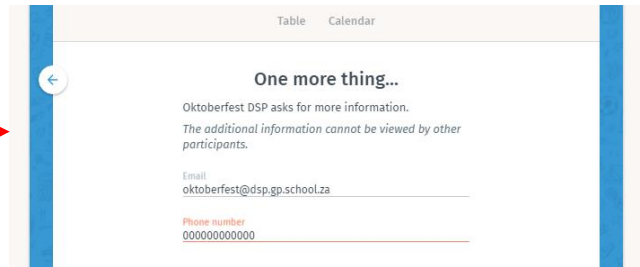 Table Calendar
One more thing...
Oktoberfest DSP asks for more information.
The additional information cannot be viewed by other
participants.
Email
oktoberfest@dsp.gp.school.za
Phone number
000000000000